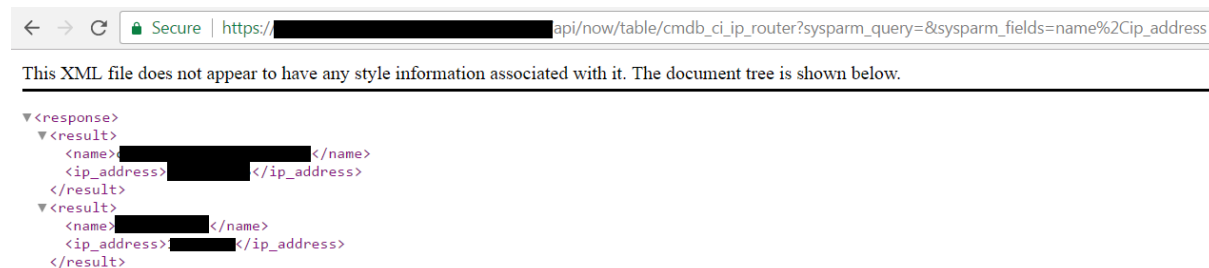 Secure | https:// api/now/table/cmdb_ci_ip_router?sysparm_query=&sysparm_fields=name%2Cip_address
This XML file does not appear to have any style information associated with it. The document tree is shown below.
▼<response>
▼<result>
<name> </name>
<ip_address> </ip_address>
</result>
▼<result>
<name> </name>
<ip_address> </ip_address>
</result>